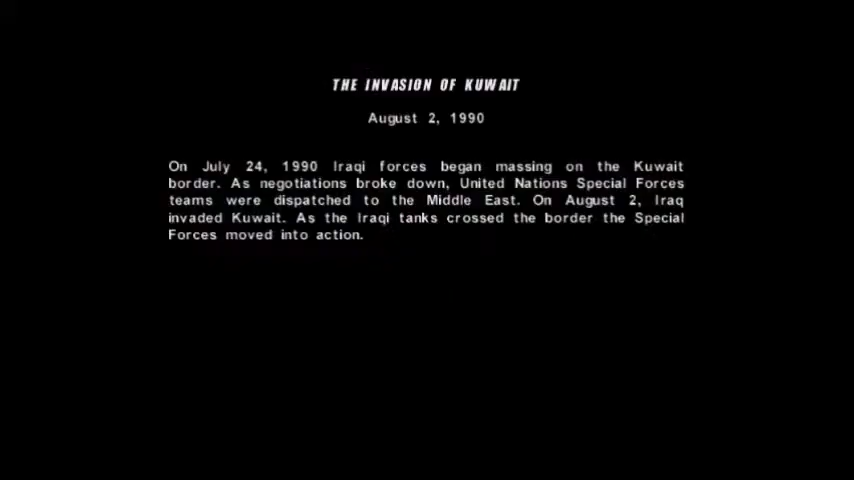 THE INVASION OF KUWAIT
August 2, 1990
On July 24, 1990 Iraqi forces began massing on the Kuwait
border. As negotiations broke down, United Nations Special Forces
teams were dispatched to the Middle East. On August 2, Iraq
invaded Kuwait. As the Iraqi tanks crossed the border the Special
Forces moved into action.